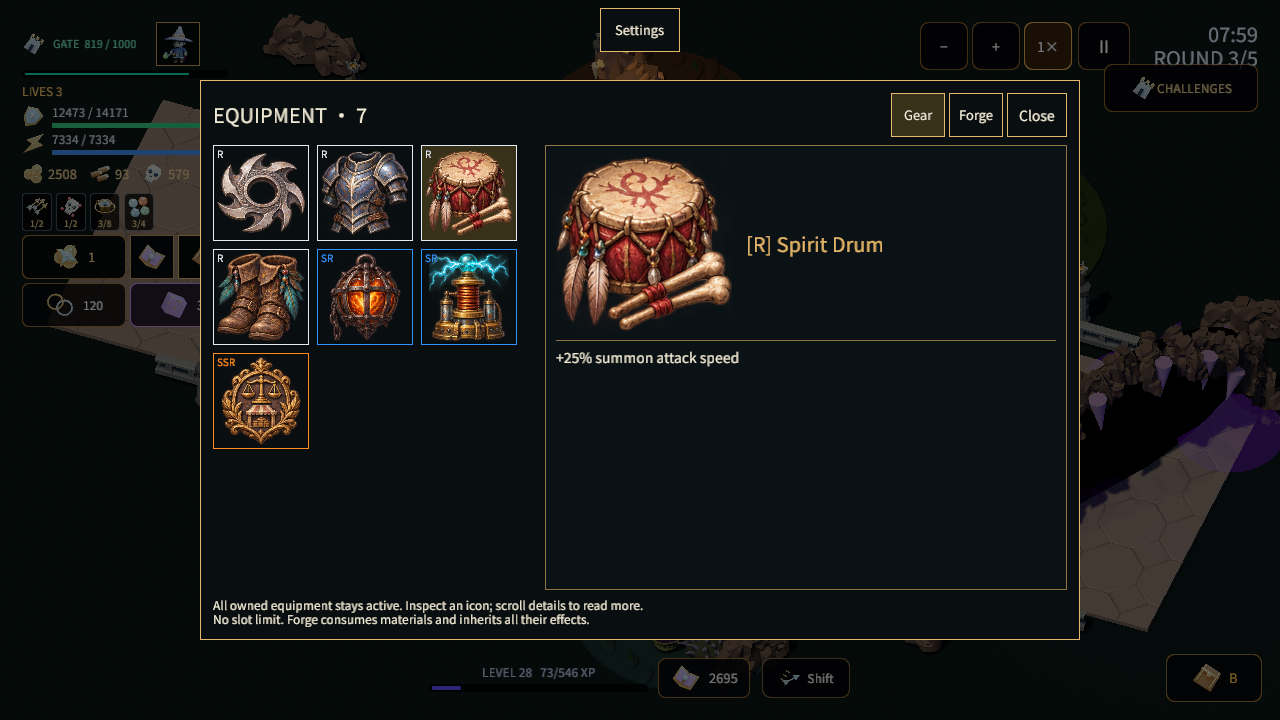 Settings
GATE 819 / 1000
LIVES 3
12473 / 14171
7334 / 7334
2508
93
579
1/2
1/2
3/8
3/4
1
120
− + 1× II
07:59
ROUND 3/5
CHALLENGES
EQUIPMENT • 7
Gear
Forge
Close
R
R
R
R
SR
SR
SSR
[R] Spirit Drum
+25% summon attack speed
All owned equipment stays active. Inspect an icon; scroll details to read more.
No slot limit. Forge consumes materials and inherits all their effects.
LEVEL 28 73/546 XP
2695
Shift
B